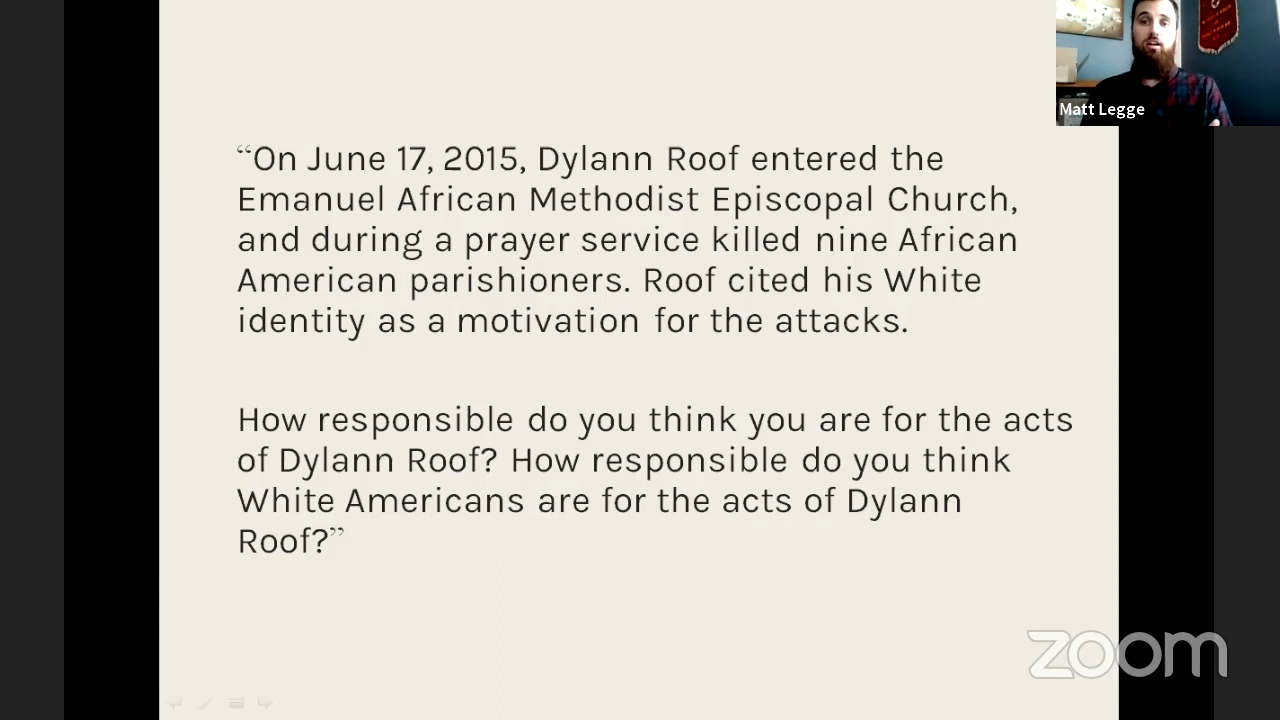 Matt Legge
“On June 17, 2015, Dylann Roof entered the
Emanuel African Methodist Episcopal Church,
and during a prayer service killed nine African
American parishioners. Roof cited his White
identity as a motivation for the attacks.
How responsible do you think you are for the acts
of Dylann Roof? How responsible do you think
White Americans are for the acts of Dylann
Roof?”
zoom